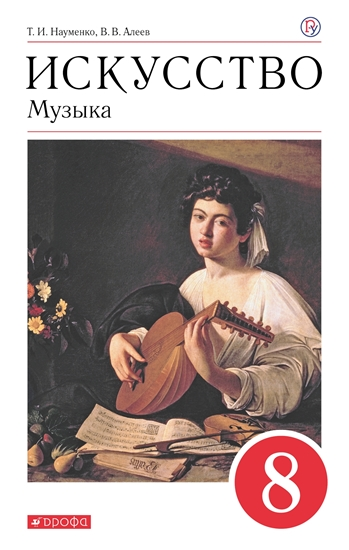 Т. И. Науменко, В. В. Алеев
ИСКУССТВО
Музыка
8
ДРОФА